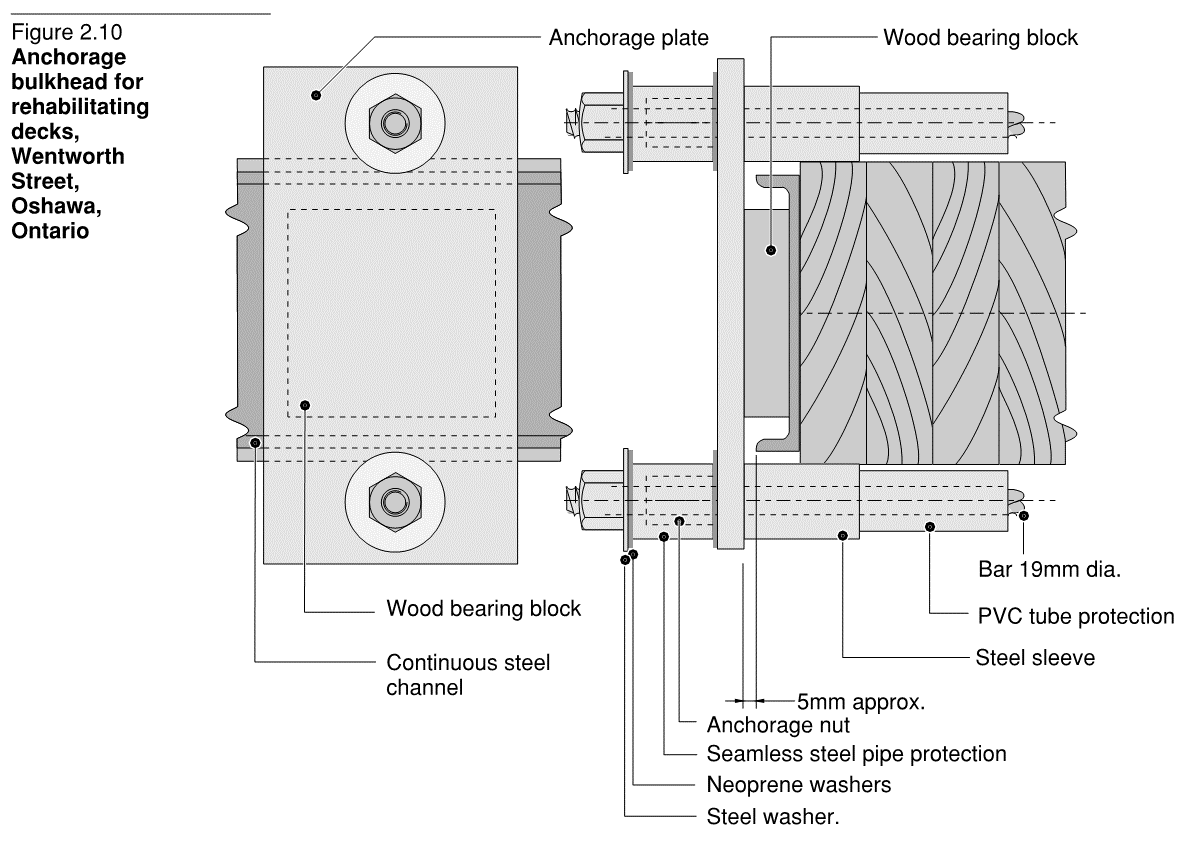 Figure 2.10
Anchorage
bulkhead for
rehabilitating
decks,
Wentworth
Street,
Oshawa,
Ontario
Anchorage plate
Wood bearing block
Wood bearing block
Continuous steel
channel
Bar 19mm dia.
PVC tube protection
Steel sleeve
5mm approx.
Anchorage nut
Seamless steel pipe protection
Neoprene washers
Steel washer.